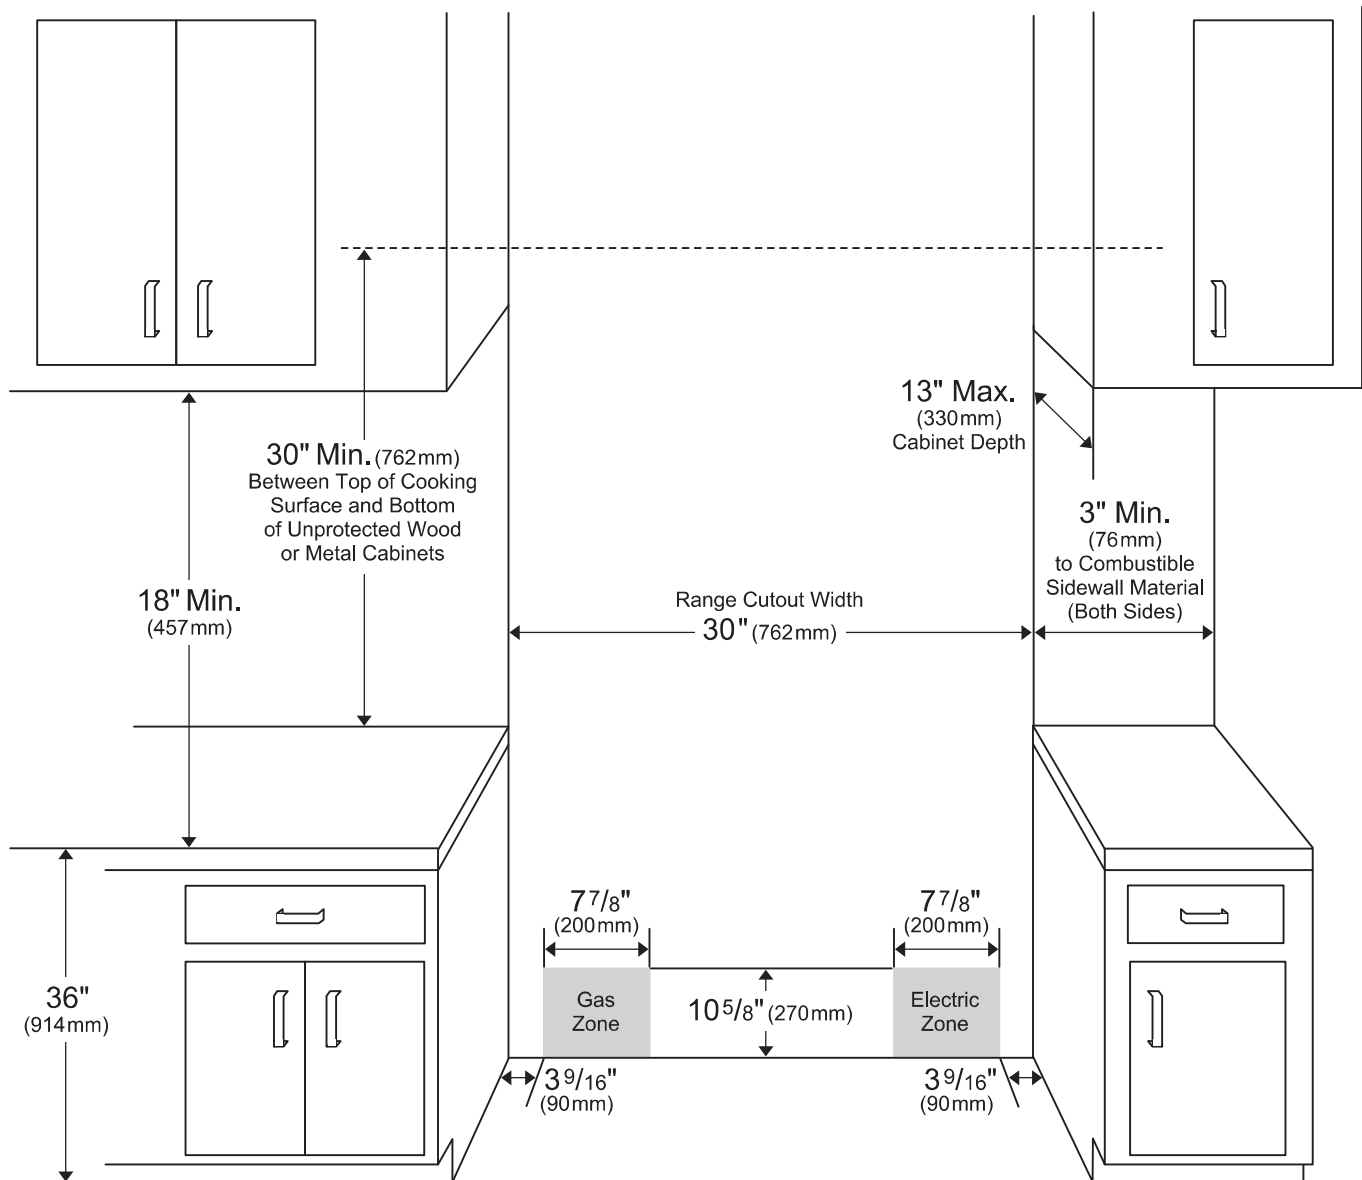 13" Max.
(330mm)
Cabinet Depth
30" Min. (762mm)
Between Top of Cooking
Surface and Bottom
of Unprotected Wood
or Metal Cabinets
3" Min.
(76mm)
to Combustible
Sidewall Material
(Both Sides)
18" Min.
(457mm)
Range Cutout Width
30" (762mm)
7 7/8"
(200mm)
7 7/8"
(200mm)
36"
(914mm)
Gas
Zone
10 5/8" (270mm)
Electric
Zone
3 9/16"
(90mm)
3 9/16"
(90mm)